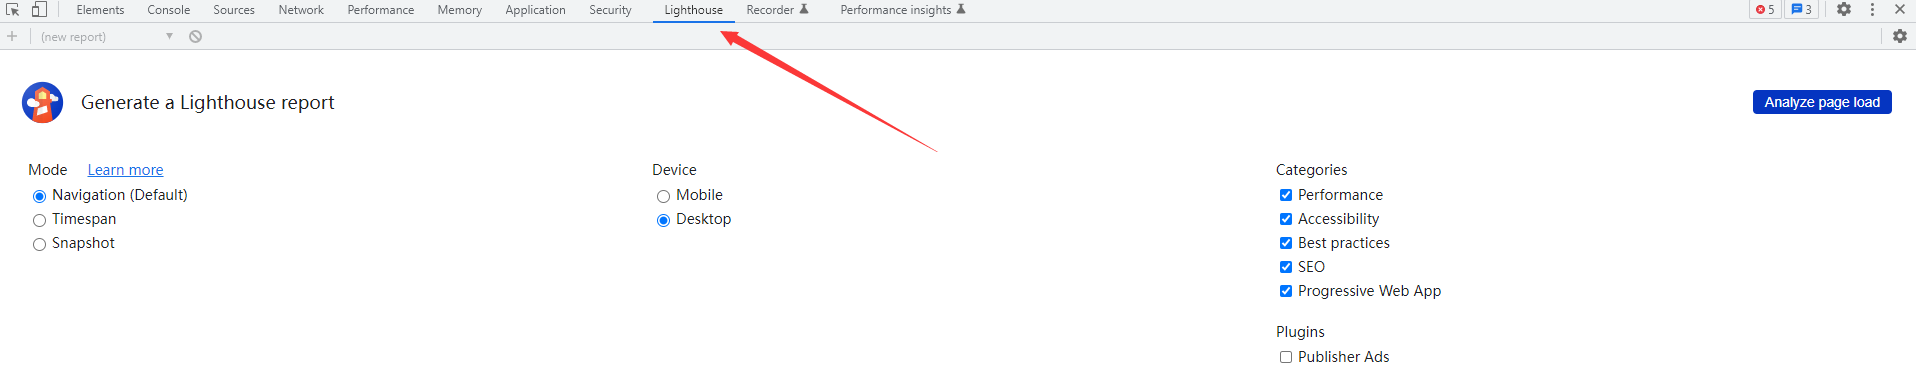 Elements Console Sources Network Performance Memory Application Security Lighthouse Recorder Performance insights 5 3
(new report)
Generate a Lighthouse report Analyze page load
Mode Learn more Device Categories
Navigation (Default) Mobile Performance
Timespan Desktop Accessibility
Snapshot Best practices
SEO
Progressive Web App
Plugins
Publisher Ads